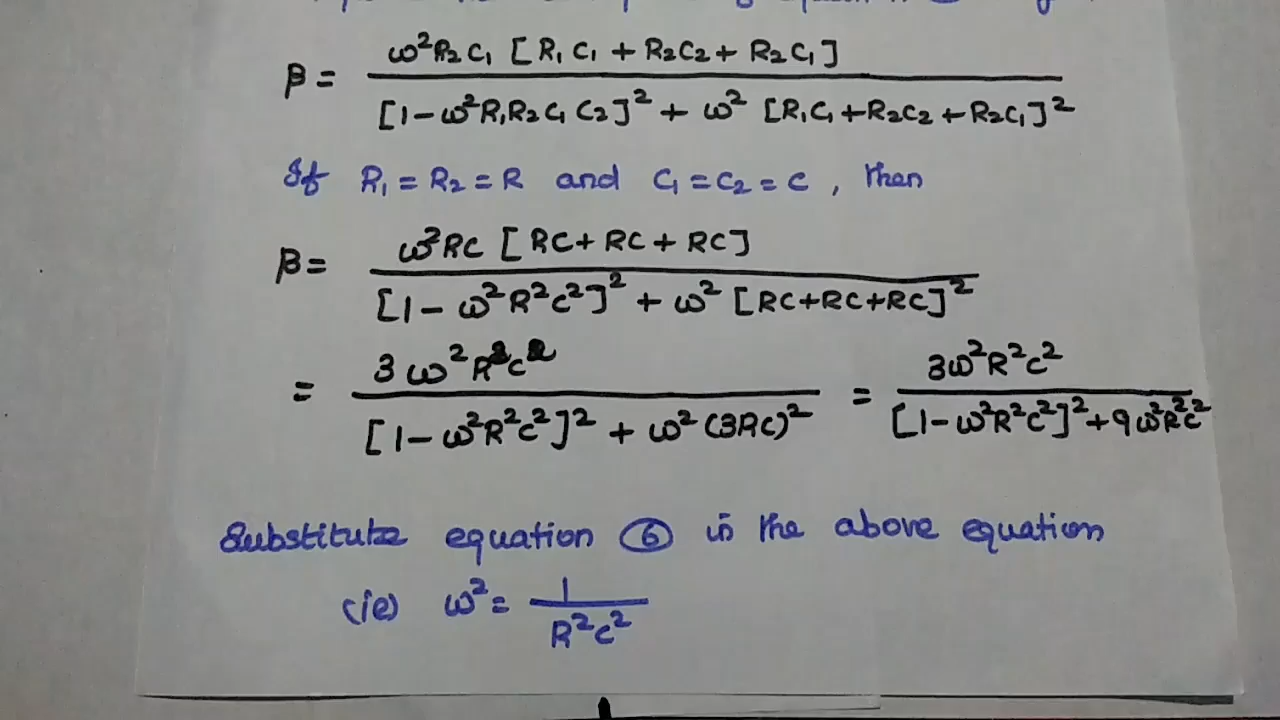 β = ω²R₂C₁ [R₁C₁ + R₂C₂ + R₂C₁] / [1 - ω²R₁R₂C₁C₂]² + ω² [R₁C₁ + R₂C₂ + R₂C₁]²
If R₁ = R₂ = R and C₁ = C₂ = C, then
β = ω²RC [RC + RC + RC] / [1 - ω²R²C²]² + ω² [RC+RC+RC]²
= 3ω²R²C² / [1 - ω²R²C²]² + ω²(3RC)² = 3ω²R²C² / [1 - ω²R²C²]² + 9ω²R²C²
Substitute equation ⑥ in the above equation
(ie) ω² = 1 / R²C²